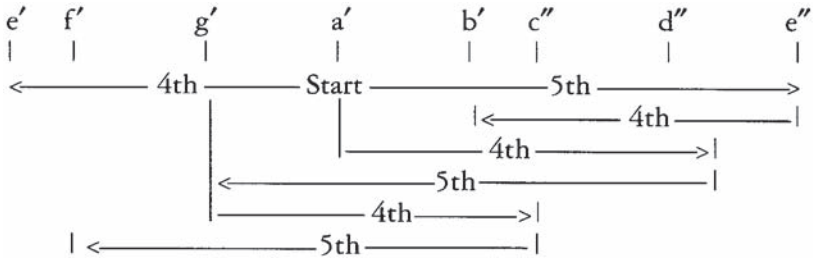 e′ f′ g′ a′ b′ c″ d″ e″
4th Start 5th
4th
4th
5th
4th
5th